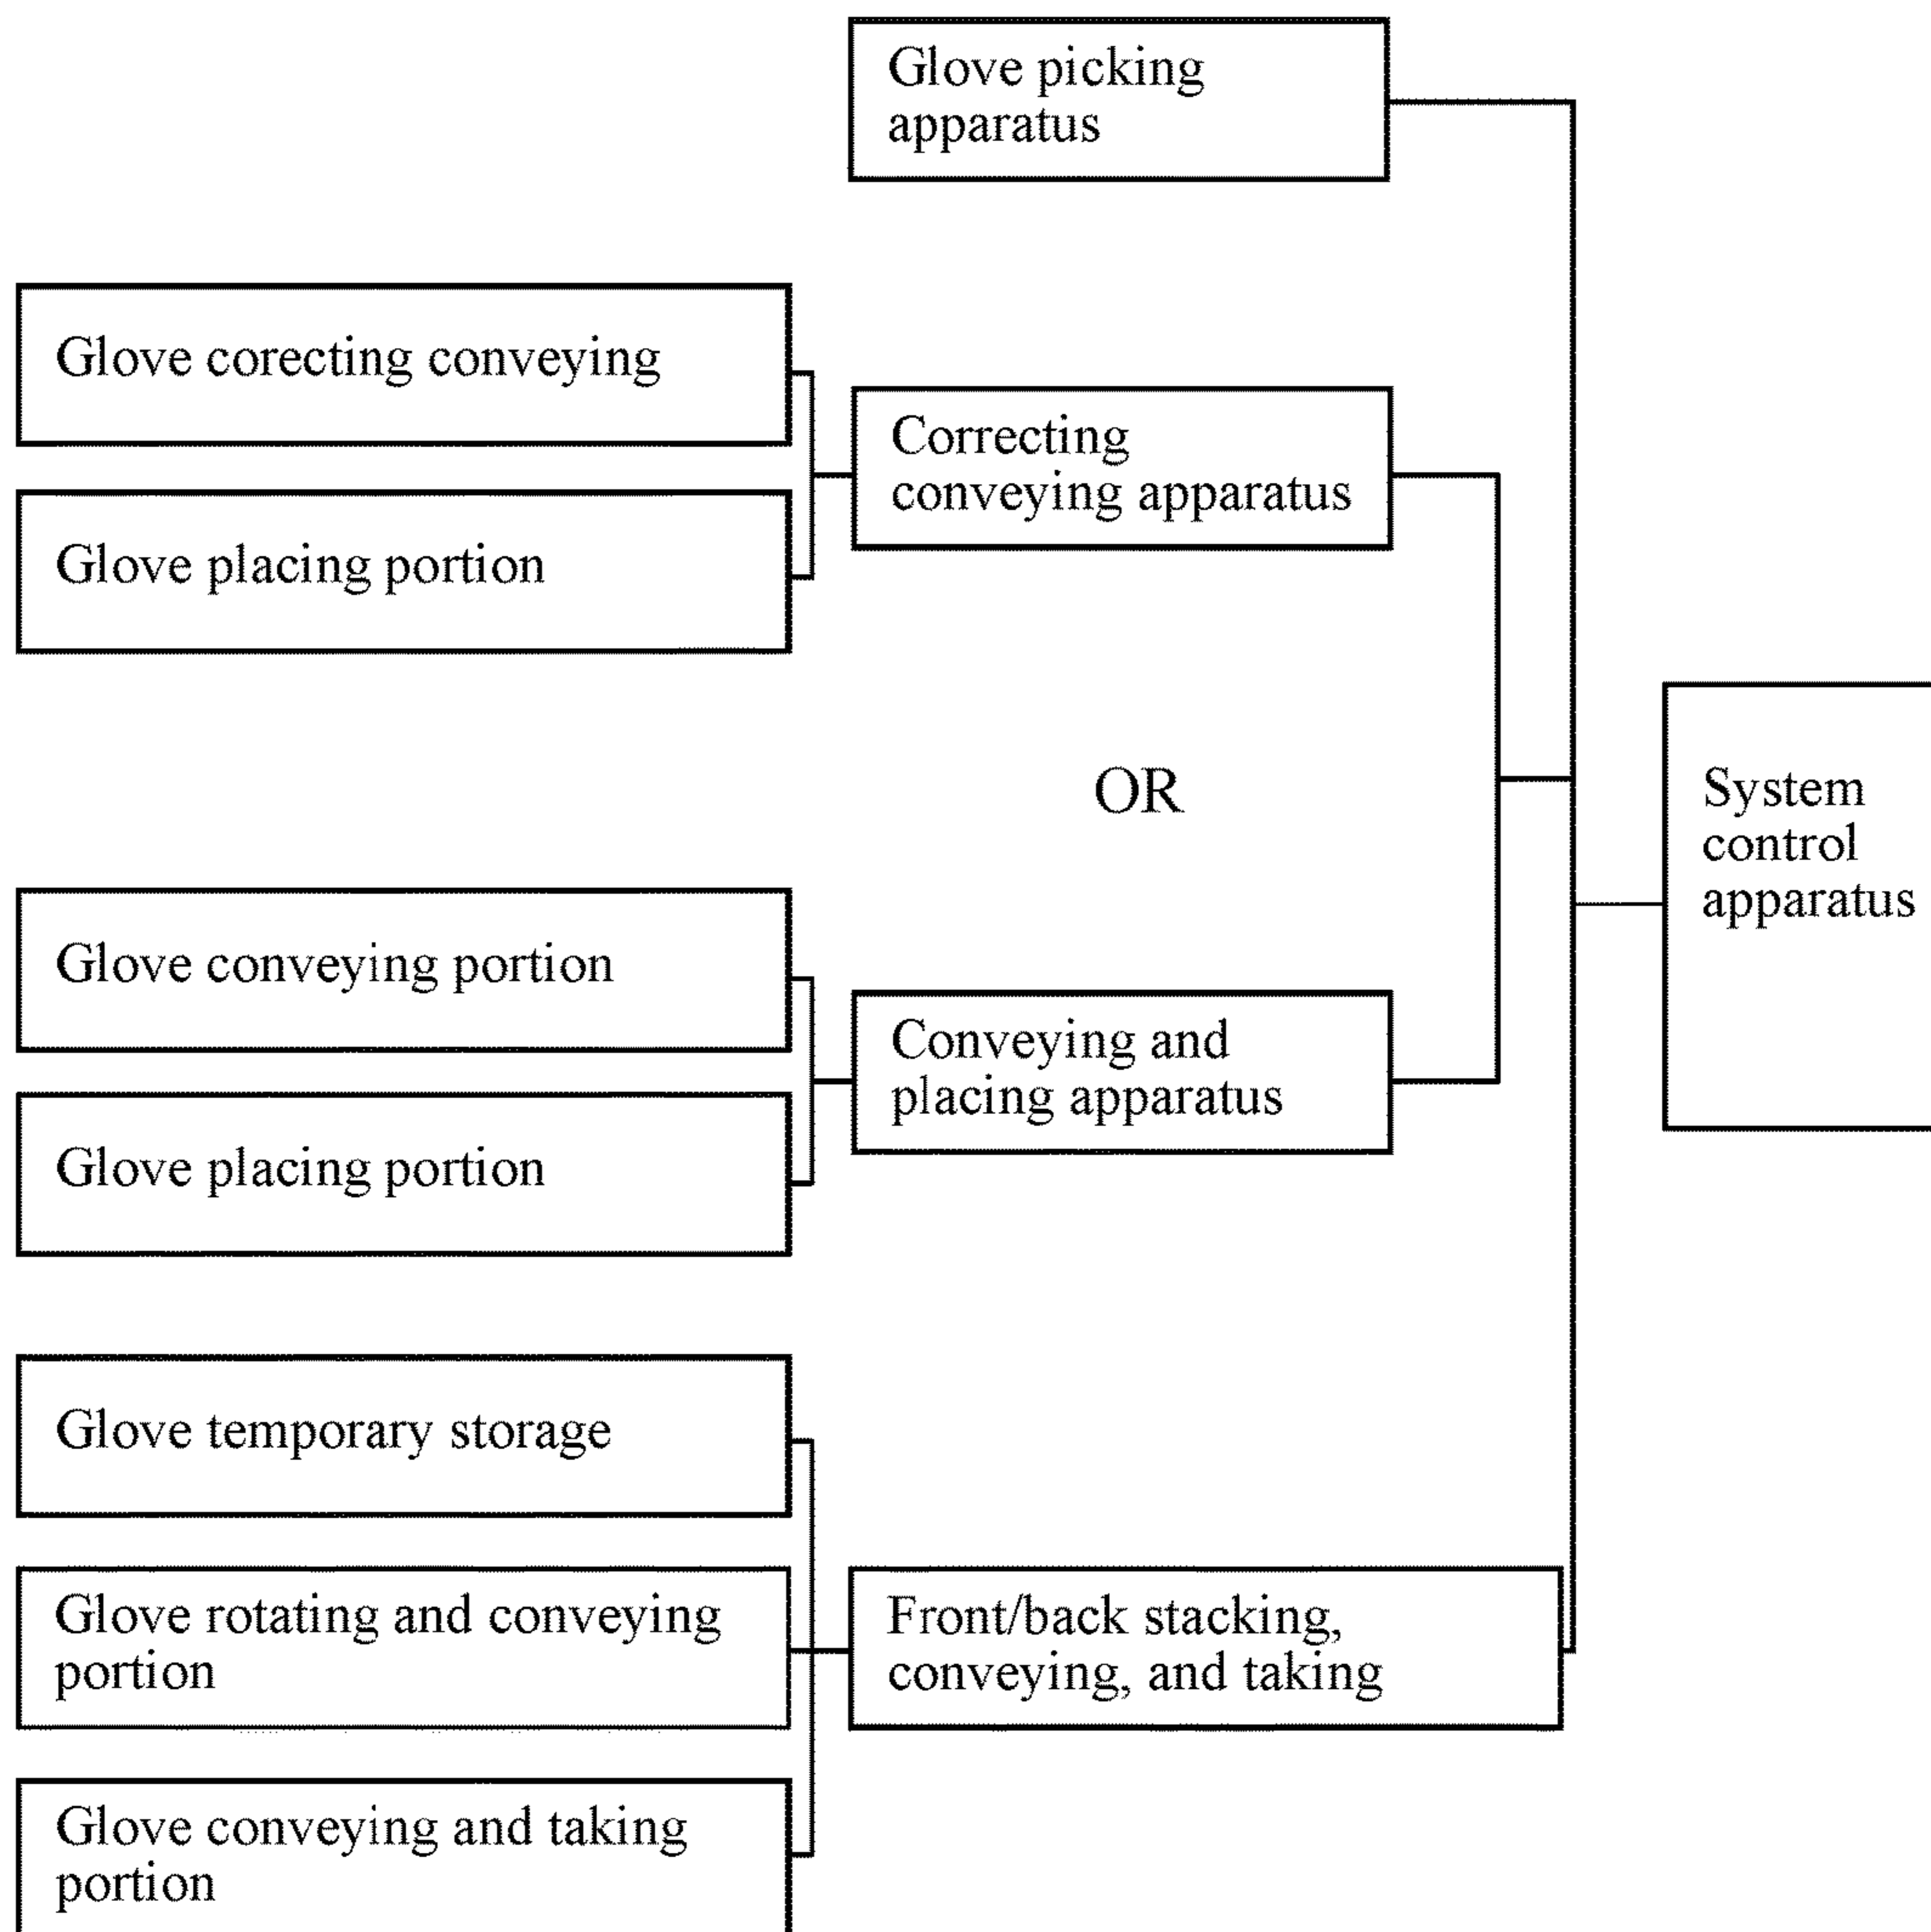 Glove picking
apparatus
Glove corecting conveying
Correcting
conveying apparatus
Glove placing portion
OR
System
control
apparatus
Glove conveying portion
Conveying and
placing apparatus
Glove placing portion
Glove temporary storage
Glove rotating and conveying
portion
Front/back stacking,
conveying, and taking
Glove conveying and taking
portion